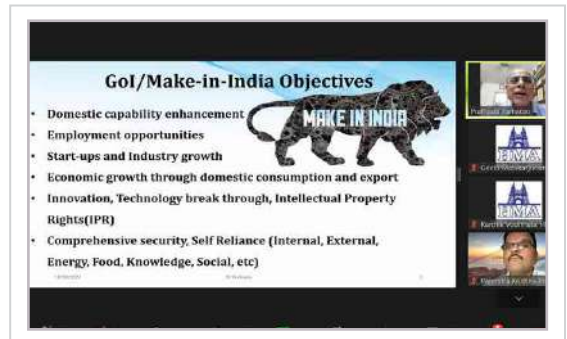 GoI/Make-in-India Objectives
• Domestic capability enhancement
MAKE IN INDIA
• Employment opportunities
• Start-ups and Industry growth
• Economic growth through domestic consumption and export
• Innovation, Technology break through, Intellectual Property
Rights(IPR)
• Comprehensive security, Self Reliance (Internal, External,
Energy, Food, Knowledge, Social, etc)
HMA
HMA